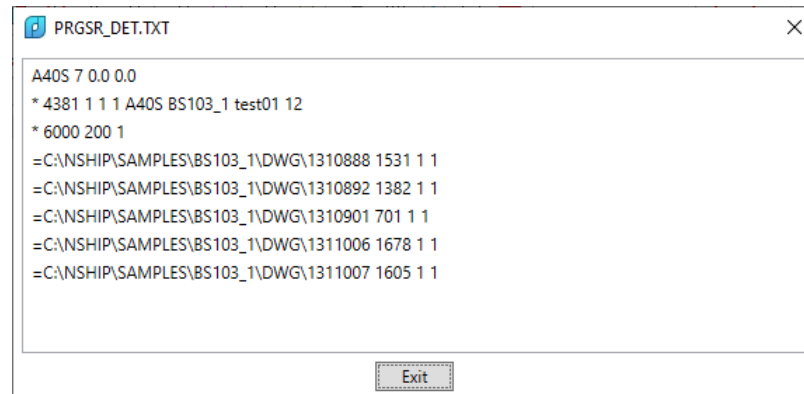 PRGSR_DET.TXT
A40S 7 0.0 0.0
* 4381 1 1 1 A40S BS103_1 test01 12
* 6000 200 1
=C:\NSHIP\SAMPLES\BS103_1\DWG\1310888 1531 1 1
=C:\NSHIP\SAMPLES\BS103_1\DWG\1310892 1382 1 1
=C:\NSHIP\SAMPLES\BS103_1\DWG\1310901 701 1 1
=C:\NSHIP\SAMPLES\BS103_1\DWG\1311006 1678 1 1
=C:\NSHIP\SAMPLES\BS103_1\DWG\1311007 1605 1 1
Exit